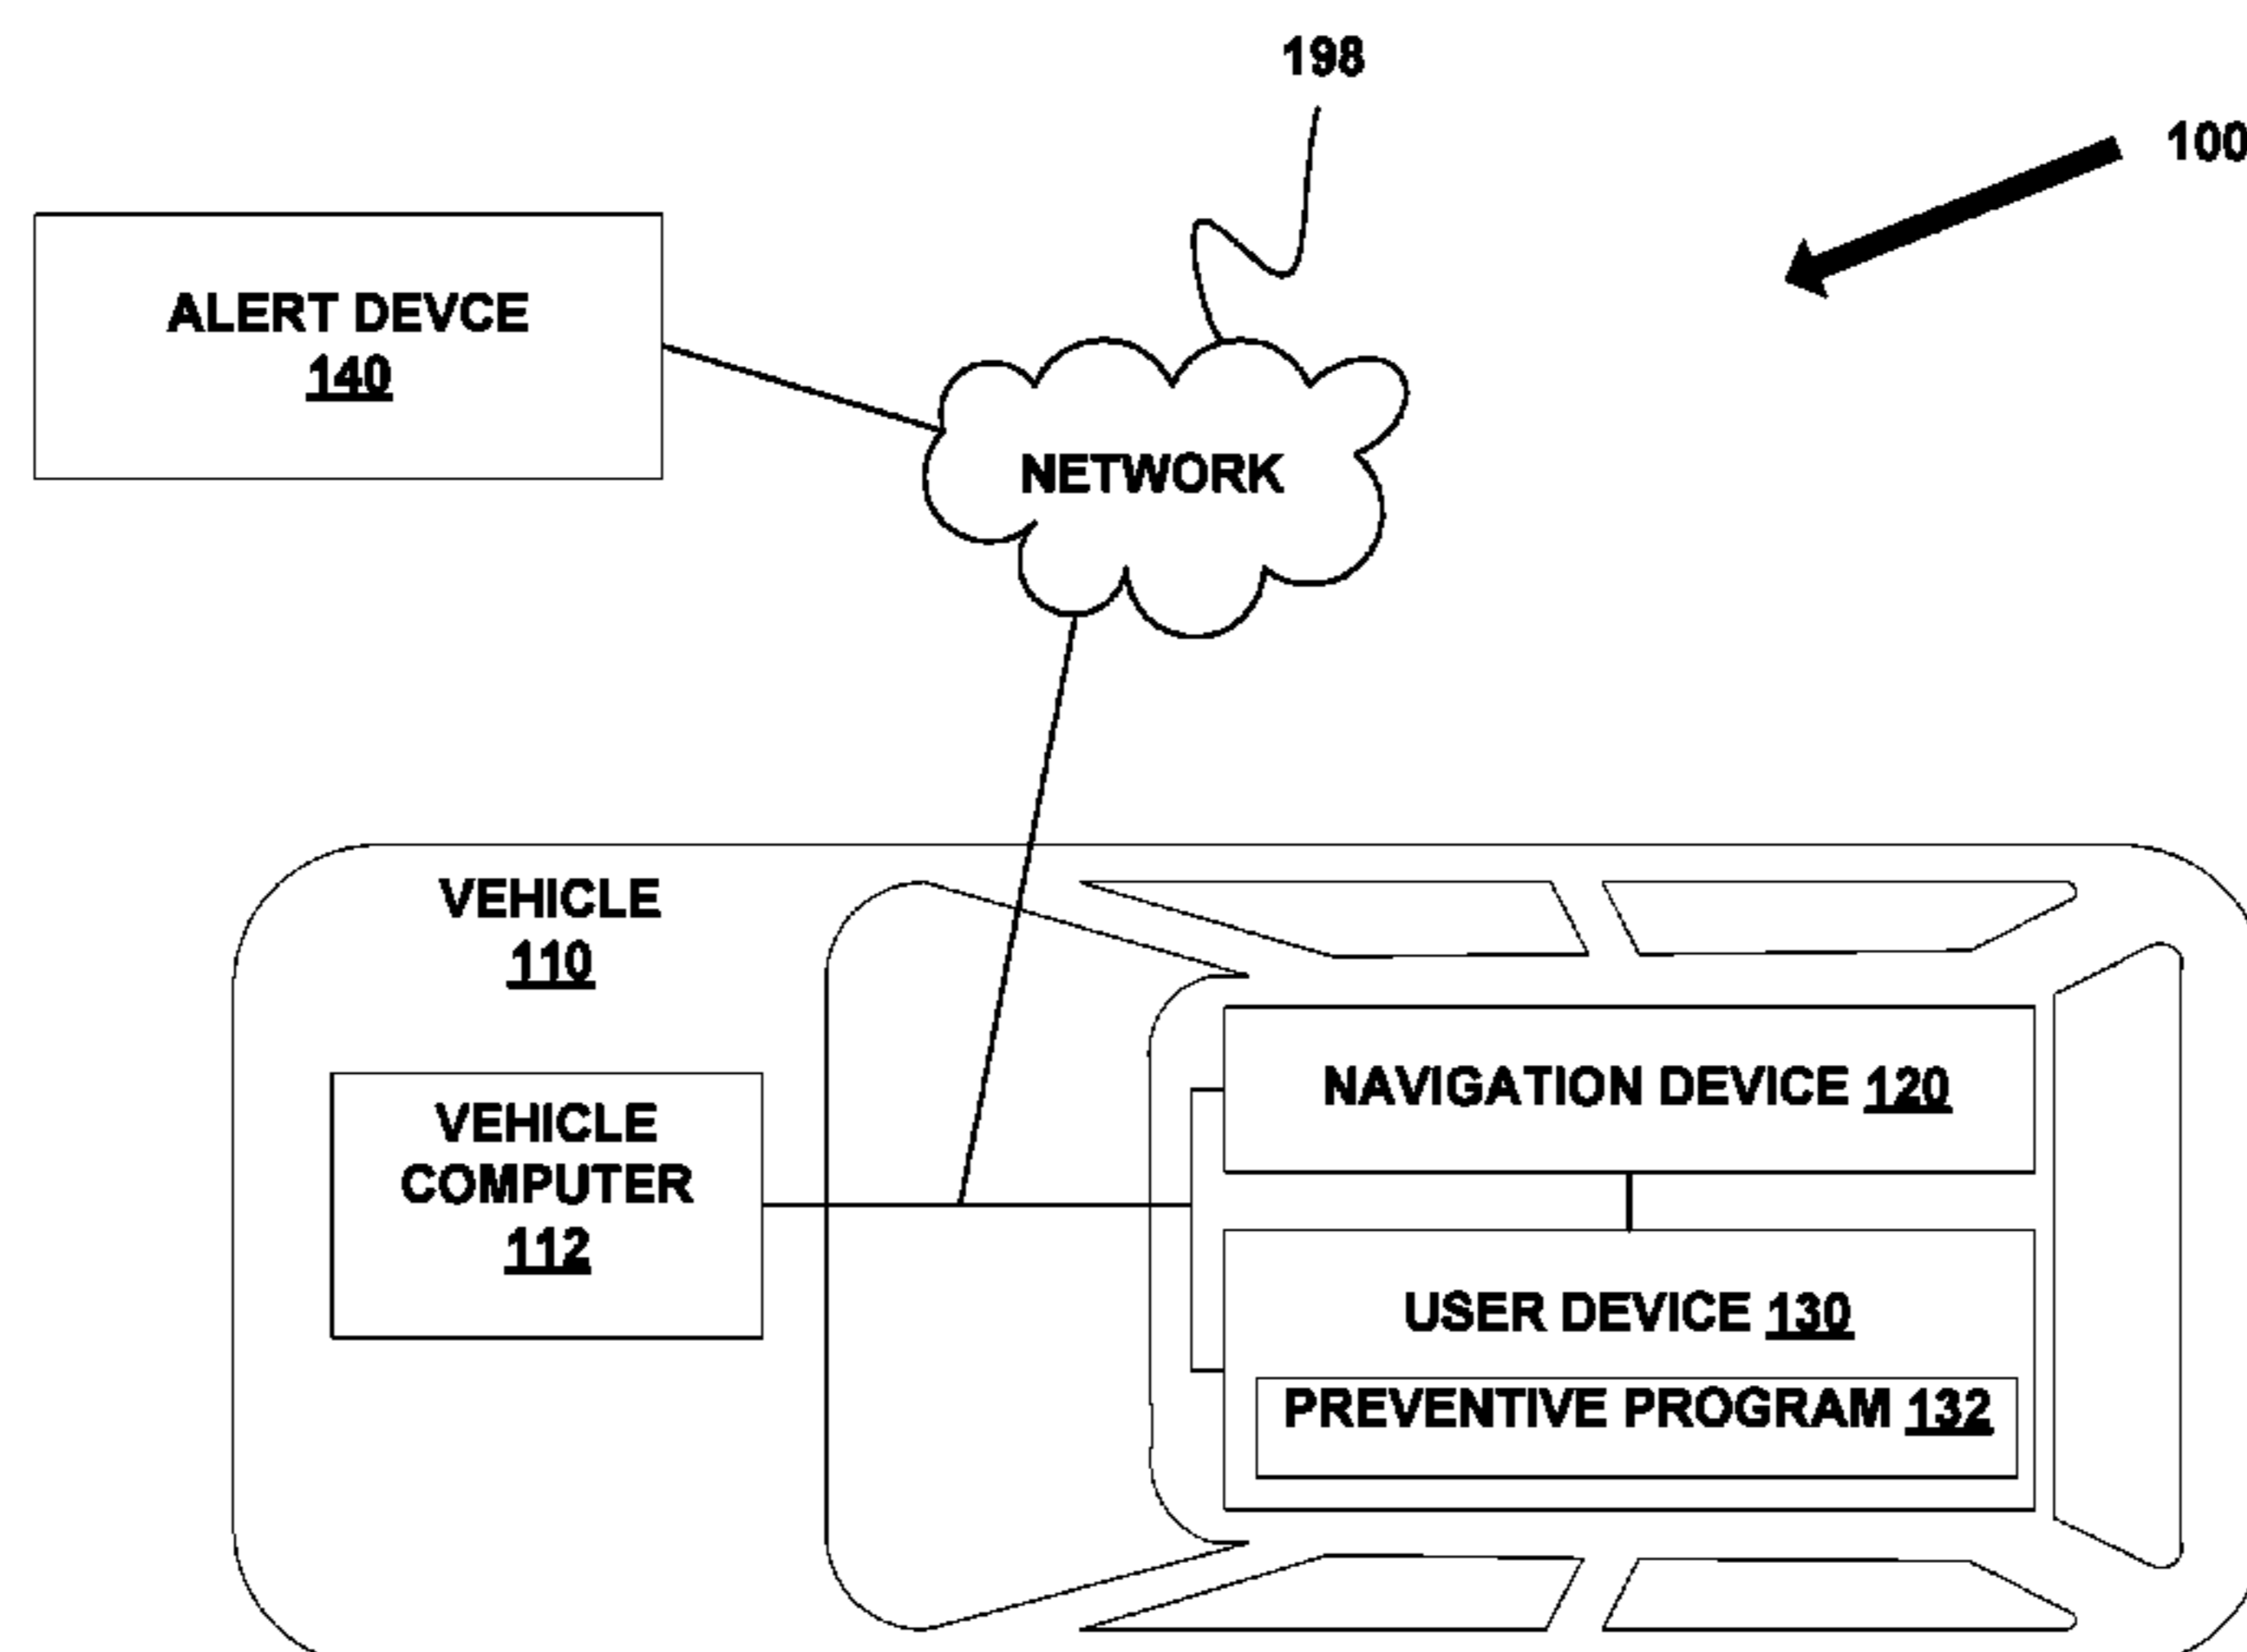 198
100
ALERT DEVCE
140
NETWORK
VEHICLE
110
NAVIGATION DEVICE 120
VEHICLE
COMPUTER
112
USER DEVICE 130
PREVENTIVE PROGRAM 132